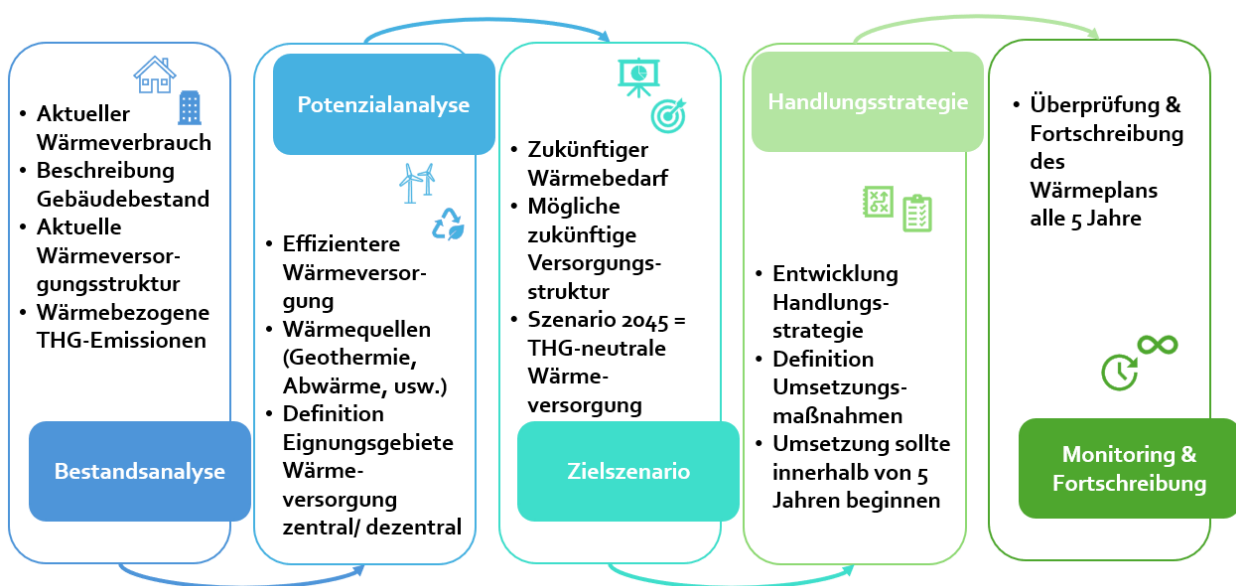 • Aktueller
Wärmeverbrauch
• Beschreibung
Gebäudebestand
• Aktuelle
Wärmeversor-
gungsstruktur
• Wärmebezogene
THG-Emissionen
Bestandsanalyse
Potenzialanalyse
• Effizientere
Wärmeversor-
gung
• Wärmequellen
(Geothermie,
Abwärme, usw.)
• Definition
Eignungsgebiete
Wärme-
versorgung
zentral/ dezentral
• Zukünftiger
Wärmebedarf
• Mögliche
zukünftige
Versorgungs-
struktur
• Szenario 2045 =
THG-neutrale
Wärme-
versorgung
Zielszenario
Handlungsstrategie
• Entwicklung
Handlungs-
strategie
• Definition
Umsetzungs-
maßnahmen
• Umsetzung sollte
innerhalb von 5
Jahren beginnen
• Überprüfung &
Fortschreibung
des
Wärmeplans
alle 5 Jahre
Monitoring &
Fortschreibung